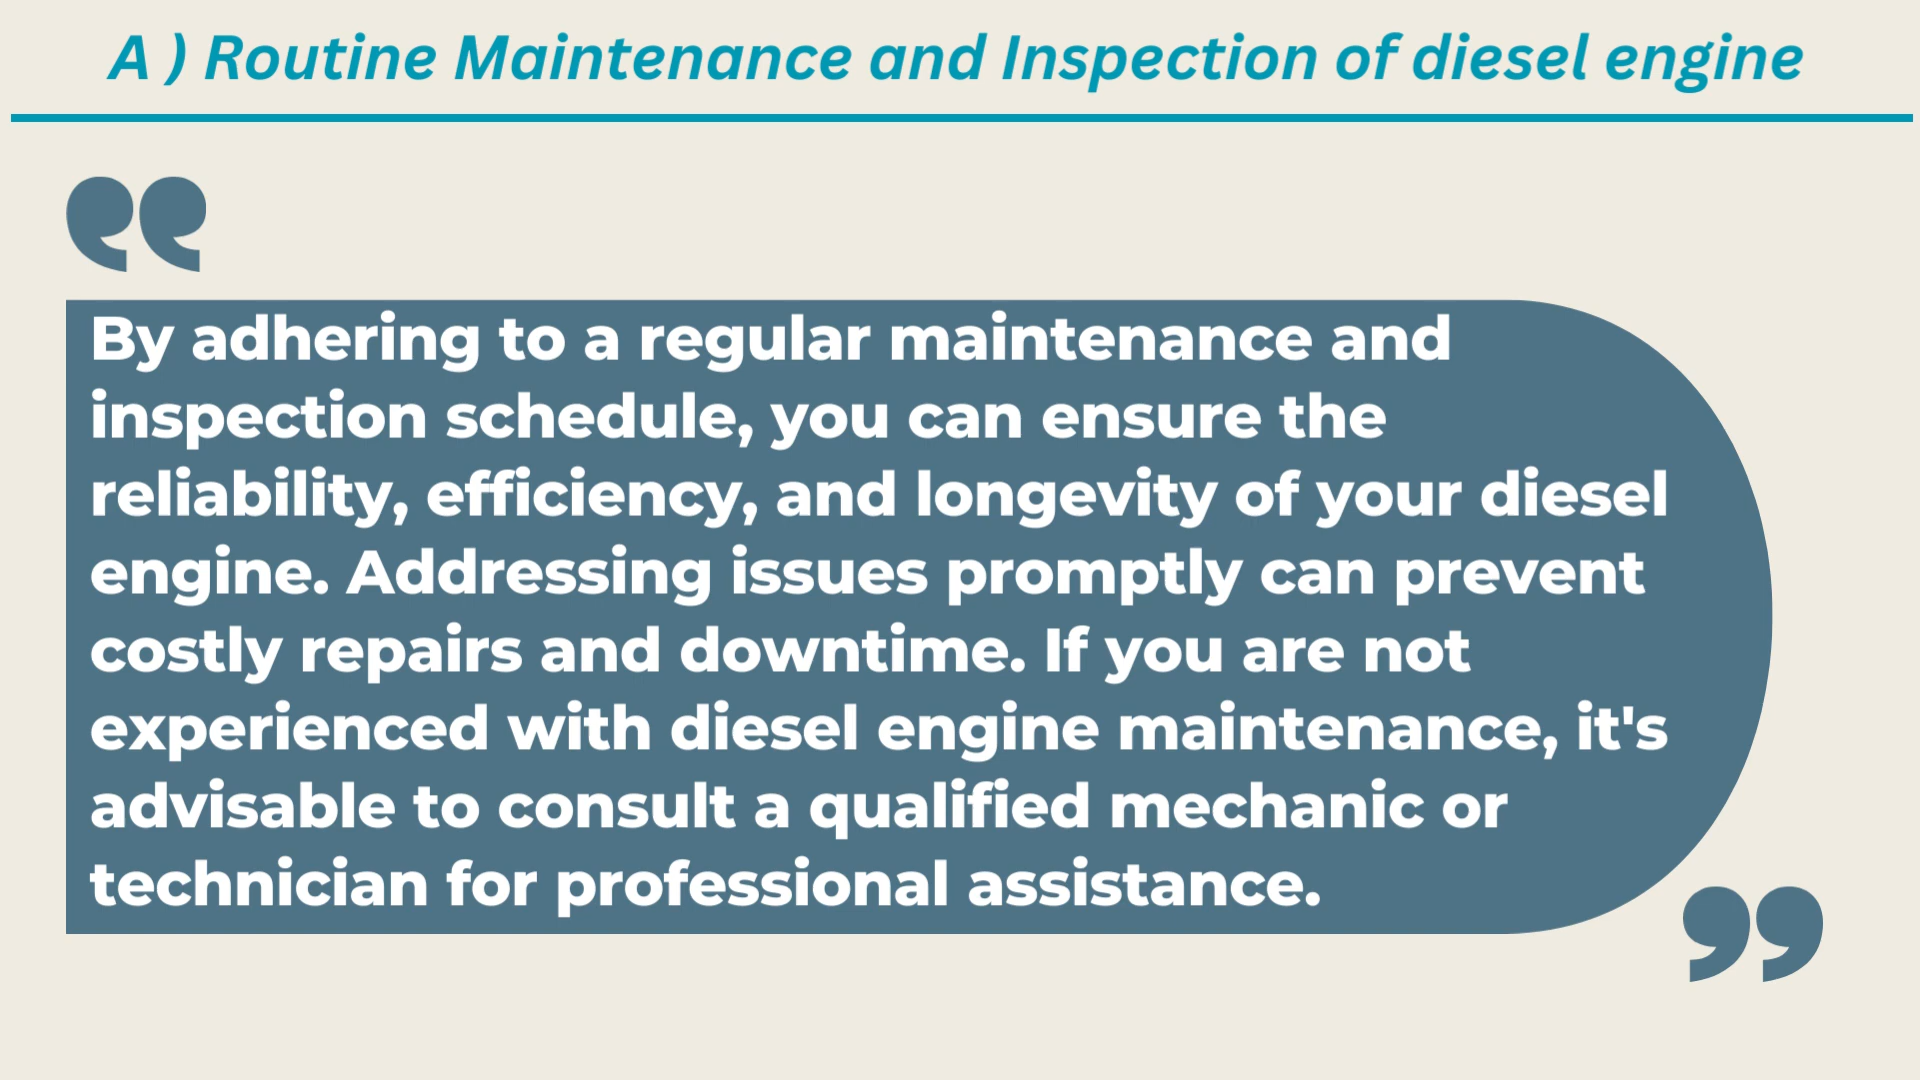 A ) Routine Maintenance and Inspection of diesel engine
By adhering to a regular maintenance and
inspection schedule, you can ensure the
reliability, efficiency, and longevity of your diesel
engine. Addressing issues promptly can prevent
costly repairs and downtime. If you are not
experienced with diesel engine maintenance, it's
advisable to consult a qualified mechanic or
technician for professional assistance.